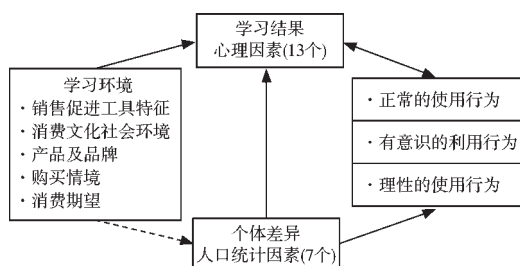 学习结果
心理因素(13个)
学习环境
·销售促进工具特征
·消费文化社会环境
·产品及品牌
·购买情境
·消费期望
·正常的使用行为
·有意识的利用行为
·理性的使用行为
个体差异
人口统计因素(7个)